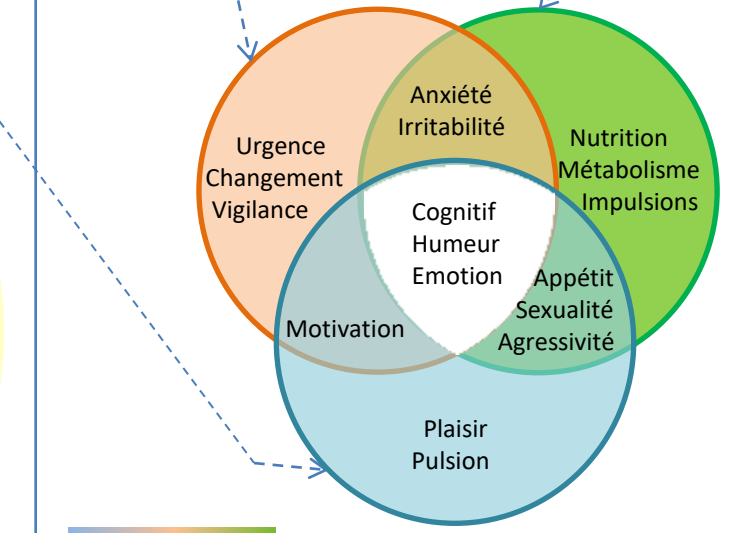 Anxiété
Irritabilité
Urgence
Changement
Vigilance
Nutrition
Métabolisme
Impulsions
Cognitif
Humeur
Emotion
Appétit
Sexualité
Agressivité
Motivation
Plaisir
Pulsion